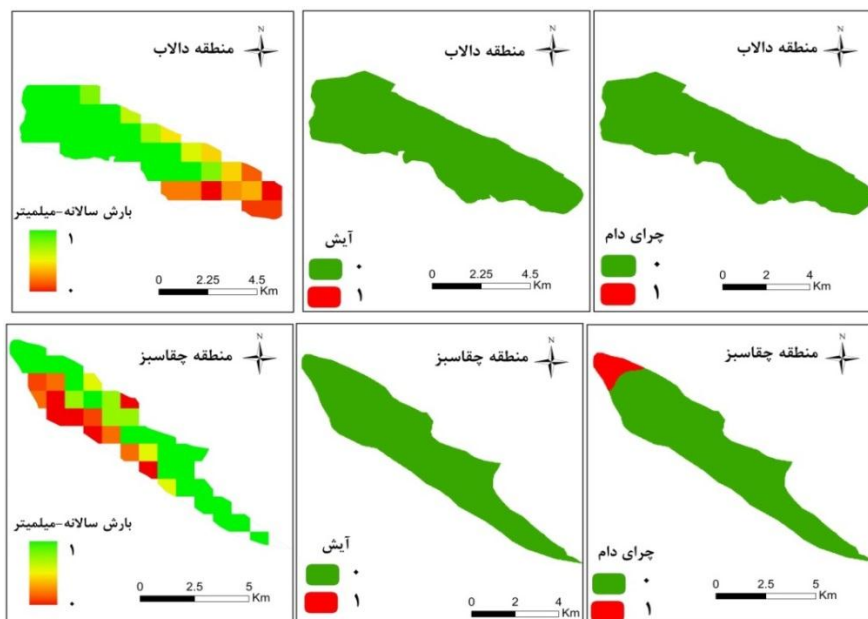 N
منطقه دالاب
بارش سالانه-میلمیتر
۱
۰
0 2.25 4.5
Km
N
منطقه دالاب
آیش
۰
۱
0 2.25 4.5
Km
N
منطقه دالاب
چرای دام
۰
۱
0 2 4
Km
N
منطقه چقاسبز
بارش سالانه-میلمیتر
۱
۰
0 2.5 5
Km
N
منطقه چقاسبز
آیش
۰
۱
0 2 4
Km
N
منطقه چقاسبز
چرای دام
۰
۱
0 2.5 5
Km